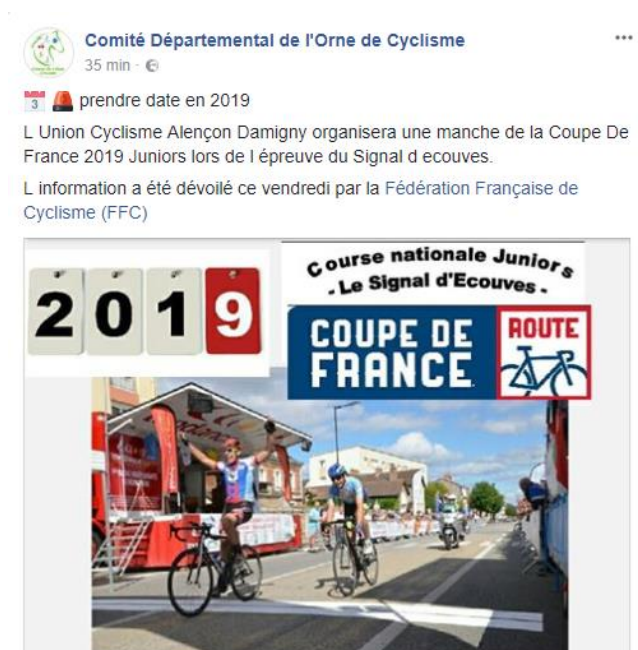 Comité Départemental de l'Orne de Cyclisme
35 min ·
3 prendre date en 2019
L Union Cyclisme Alençon Damigny organisera une manche de la Coupe De
France 2019 Juniors lors de l épreuve du Signal d ecouves.
L information a été dévoilé ce vendredi par la Fédération Française de
Cyclisme (FFC)
2019
Course nationale Juniors
- Le Signal d'Ecouves -
COUPE DE
FRANCE
ROUTE